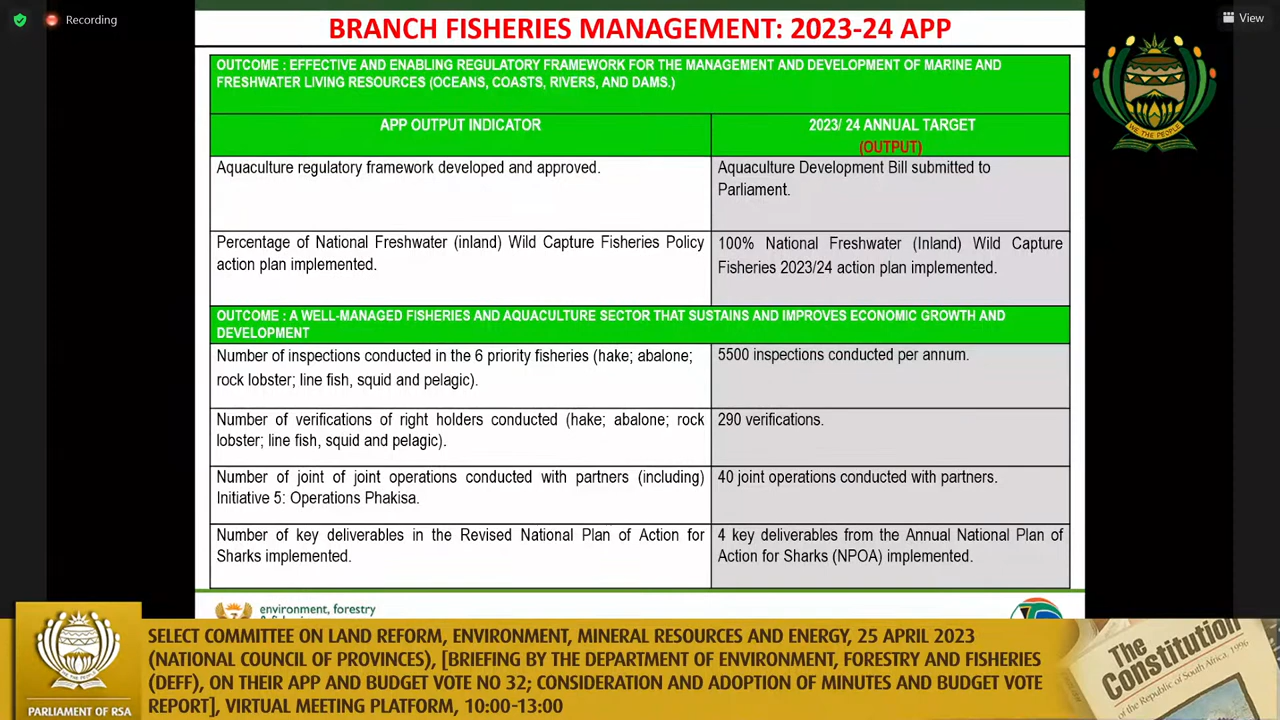 Recording
View
BRANCH FISHERIES MANAGEMENT: 2023-24 APP
OUTCOME : EFFECTIVE AND ENABLING REGULATORY FRAMEWORK FOR THE MANAGEMENT AND DEVELOPMENT OF MARINE AND
FRESHWATER LIVING RESOURCES (OCEANS, COASTS, RIVERS, AND DAMS.)
APP OUTPUT INDICATOR
2023/ 24 ANNUAL TARGET
(OUTPUT)
Aquaculture regulatory framework developed and approved.
Aquaculture Development Bill submitted to
Parliament.
Percentage of National Freshwater (inland) Wild Capture Fisheries Policy
action plan implemented.
100% National Freshwater (Inland) Wild Capture
Fisheries 2023/24 action plan implemented.
OUTCOME : A WELL-MANAGED FISHERIES AND AQUACULTURE SECTOR THAT SUSTAINS AND IMPROVES ECONOMIC GROWTH AND
DEVELOPMENT
Number of inspections conducted in the 6 priority fisheries (hake; abalone;
rock lobster; line fish, squid and pelagic).
5500 inspections conducted per annum.
Number of verifications of right holders conducted (hake; abalone; rock
lobster; line fish, squid and pelagic).
290 verifications.
Number of joint of joint operations conducted with partners (including)
Initiative 5: Operations Phakisa.
40 joint operations conducted with partners.
Number of key deliverables in the Revised National Plan of Action for
Sharks implemented.
4 key deliverables from the Annual National Plan of
Action for Sharks (NPOA) implemented.
WE, THE PEOPLE
environment, forestry
SELECT COMMITTEE ON LAND REFORM, ENVIRONMENT, MINERAL RESOURCES AND ENERGY, 25 APRIL 2023
(NATIONAL COUNCIL OF PROVINCES), [BRIEFING BY THE DEPARTMENT OF ENVIRONMENT, FORESTRY AND FISHERIES
(DEFF), ON THEIR APP AND BUDGET VOTE NO 32; CONSIDERATION AND ADOPTION OF MINUTES AND BUDGET VOTE
REPORT], VIRTUAL MEETING PLATFORM, 10:00-13:00
PARLIAMENT OF RSA
The
Constitution
of the Republic of South Africa, 1996